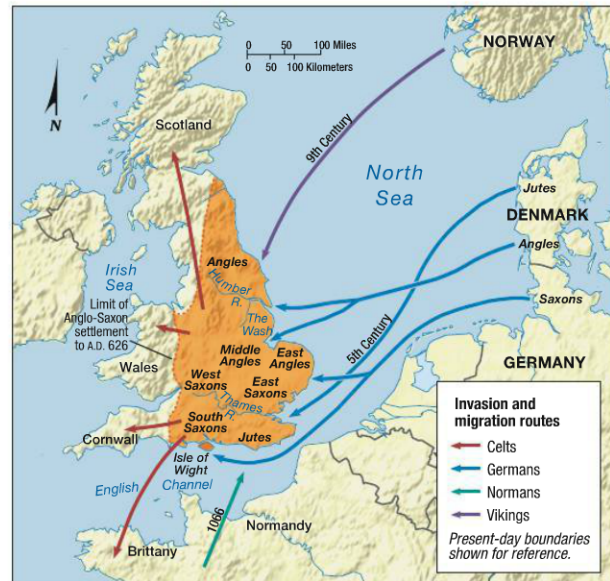 0 50 100 Miles
0 50 100 Kilometers
NORWAY
N
Scotland
9th Century
North
Sea
Jutes
DENMARK
Angles
Saxons
GERMANY
Irish
Sea
Angles
Humber
R.
The
Wash
Limit of
Anglo-Saxon
settlement
to A.D. 626
Wales
Middle
Angles
East
Angles
5th Century
West
Saxons
East
Saxons
Thames
R.
South
Saxons
Jutes
Cornwall
Isle of
Wight
English
Channel
1066
Normandy
Brittany
Invasion and
migration routes
Celts
Germans
Normans
Vikings
Present-day boundaries
shown for reference.